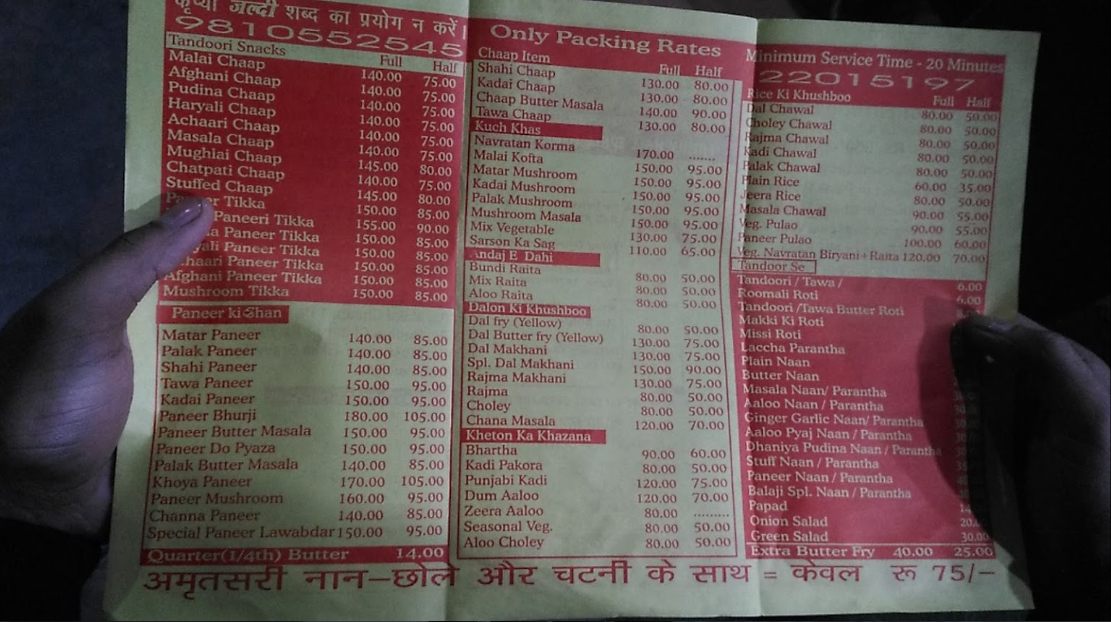 कृप्या जल्दी शब्द का प्रयोग न करें।
9810552545
Tandoori Snacks Full Half
Malai Chaap 140.00 75.00
Afghani Chaap 140.00 75.00
Pudina Chaap 140.00 75.00
Haryali Chaap 140.00 75.00
Achaari Chaap 140.00 75.00
Masala Chaap 140.00 75.00
Mughlai Chaap 145.00 80.00
Chatpati Chaap 140.00 75.00
Stuffed Chaap 145.00 80.00
Paneer Tikka 150.00 85.00
Paneeri Tikka 155.00 90.00
Paneer Tikka 150.00 85.00
Paneer Tikka 150.00 85.00
Paneer Tikka 150.00 85.00
Afghani Paneer Tikka 150.00 85.00
Mushroom Tikka 150.00 85.00
Paneer ki Shan
Matar Paneer 140.00 85.00
Palak Paneer 140.00 85.00
Shahi Paneer 140.00 85.00
Tawa Paneer 150.00 95.00
Kadai Paneer 150.00 95.00
Paneer Bhurji 180.00 105.00
Paneer Butter Masala 150.00 95.00
Paneer Do Pyaza 150.00 95.00
Palak Butter Masala 140.00 85.00
Khoya Paneer 170.00 105.00
Paneer Mushroom 160.00 95.00
Channa Paneer 140.00 85.00
Special Paneer Lawabdar 150.00 95.00
Quarter(1/4th) Butter 14.00
Only Packing Rates
Chaap Item Full Half
Shahi Chaap 130.00 80.00
Kadai Chaap 130.00 80.00
Chaap Butter Masala 140.00 90.00
Tawa Chaap 130.00 80.00
Kuch Khas
Navratan Korma 170.00 ........
Malai Kofta 150.00 95.00
Matar Mushroom 150.00 95.00
Kadai Mushroom 150.00 95.00
Palak Mushroom 150.00 95.00
Mushroom Masala 150.00 95.00
Mix Vegetable 130.00 75.00
Sarson Ka Sag 110.00 65.00
Andaj E Dahi
Bundi Raita 80.00 50.00
Mix Raita 80.00 50.00
Aloo Raita 80.00 50.00
Dalon Ki Khushboo
Dal fry (Yellow) 80.00 50.00
Dal Butter fry (Yellow) 130.00 75.00
Dal Makhani 130.00 75.00
Spl. Dal Makhani 150.00 90.00
Rajma Makhani 130.00 75.00
Rajma 80.00 50.00
Choley 80.00 50.00
Chana Masala 120.00 70.00
Kheton Ka Khazana
Bhartha 90.00 60.00
Kadi Pakora 80.00 50.00
Punjabi Kadi 120.00 75.00
Dum Aaloo 120.00 70.00
Zeera Aaloo 80.00 .........
Seasonal Veg. 80.00 50.00
Aloo Choley 80.00 50.00
Minimum Service Time - 20 Minutes
22015197
Rice Ki Khushboo Full Half
Dal Chawal 80.00 50.00
Choley Chawal 80.00 50.00
Rajma Chawal 80.00 50.00
Kadi Chawal 80.00 50.00
Palak Chawal 80.00 50.00
Plain Rice 60.00 35.00
Jeera Rice 80.00 50.00
Masala Chawal 90.00 55.00
Veg. Pulao 90.00 55.00
Paneer Pulao 100.00 60.00
Veg. Navratan Biryani+Raita 120.00 70.00
Tandoor Se
Tandoori / Tawa / 6.00
Roomali Roti 6.00
Tandoori /Tawa Butter Roti
Makki Ki Roti
Missi Roti
Laccha Parantha
Plain Naan
Butter Naan
Masala Naan/ Parantha
Aaloo Naan / Parantha
Ginger Garlic Naan/ Parantha
Aaloo Pyaj Naan / Parantha
Dhaniya Pudina Naan / Parantha
Stuff Naan / Parantha
Paneer Naan / Parantha
Balaji Spl. Naan / Parantha
Papad
Onion Salad
Green Salad 30.00
Extra Butter Fry 40.00 25.00
अमृतसरी नान-छोले और चटनी के साथ = केवल रू 75/-